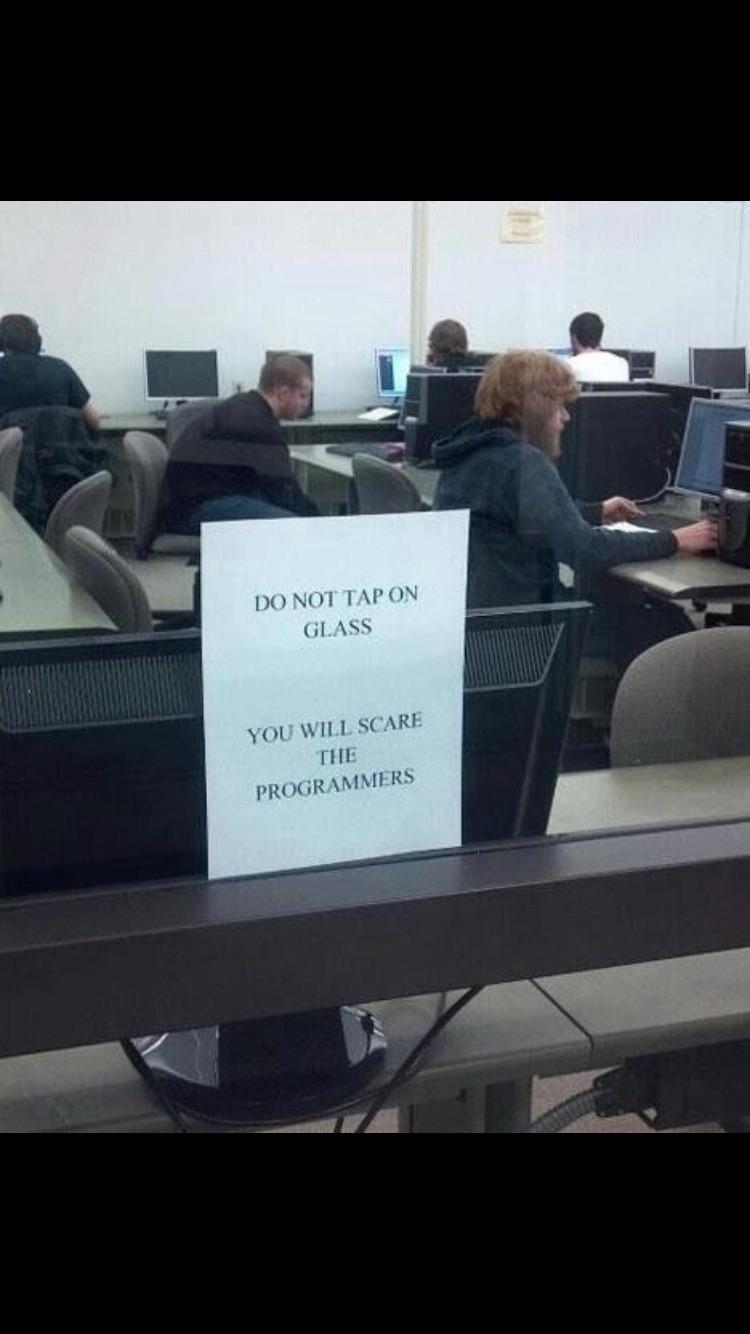 DO NOT TAP ON
GLASS
YOU WILL SCARE
THE
PROGRAMMERS